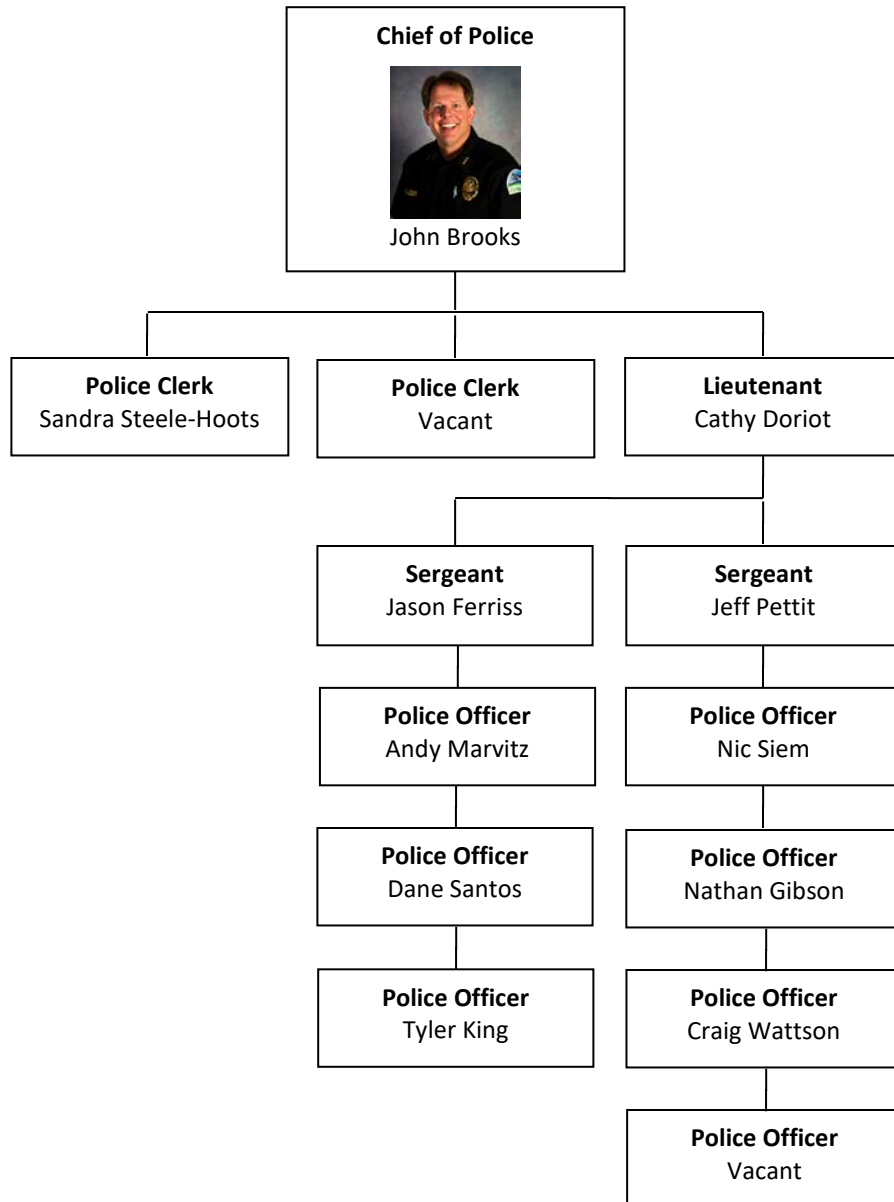 Chief of Police
John Brooks
Police Clerk
Sandra Steele-Hoots
Police Clerk
Vacant
Lieutenant
Cathy Doriot
Sergeant
Jason Ferriss
Sergeant
Jeff Pettit
Police Officer
Andy Marvitz
Police Officer
Nic Siem
Police Officer
Dane Santos
Police Officer
Nathan Gibson
Police Officer
Tyler King
Police Officer
Craig Wattson
Police Officer
Vacant